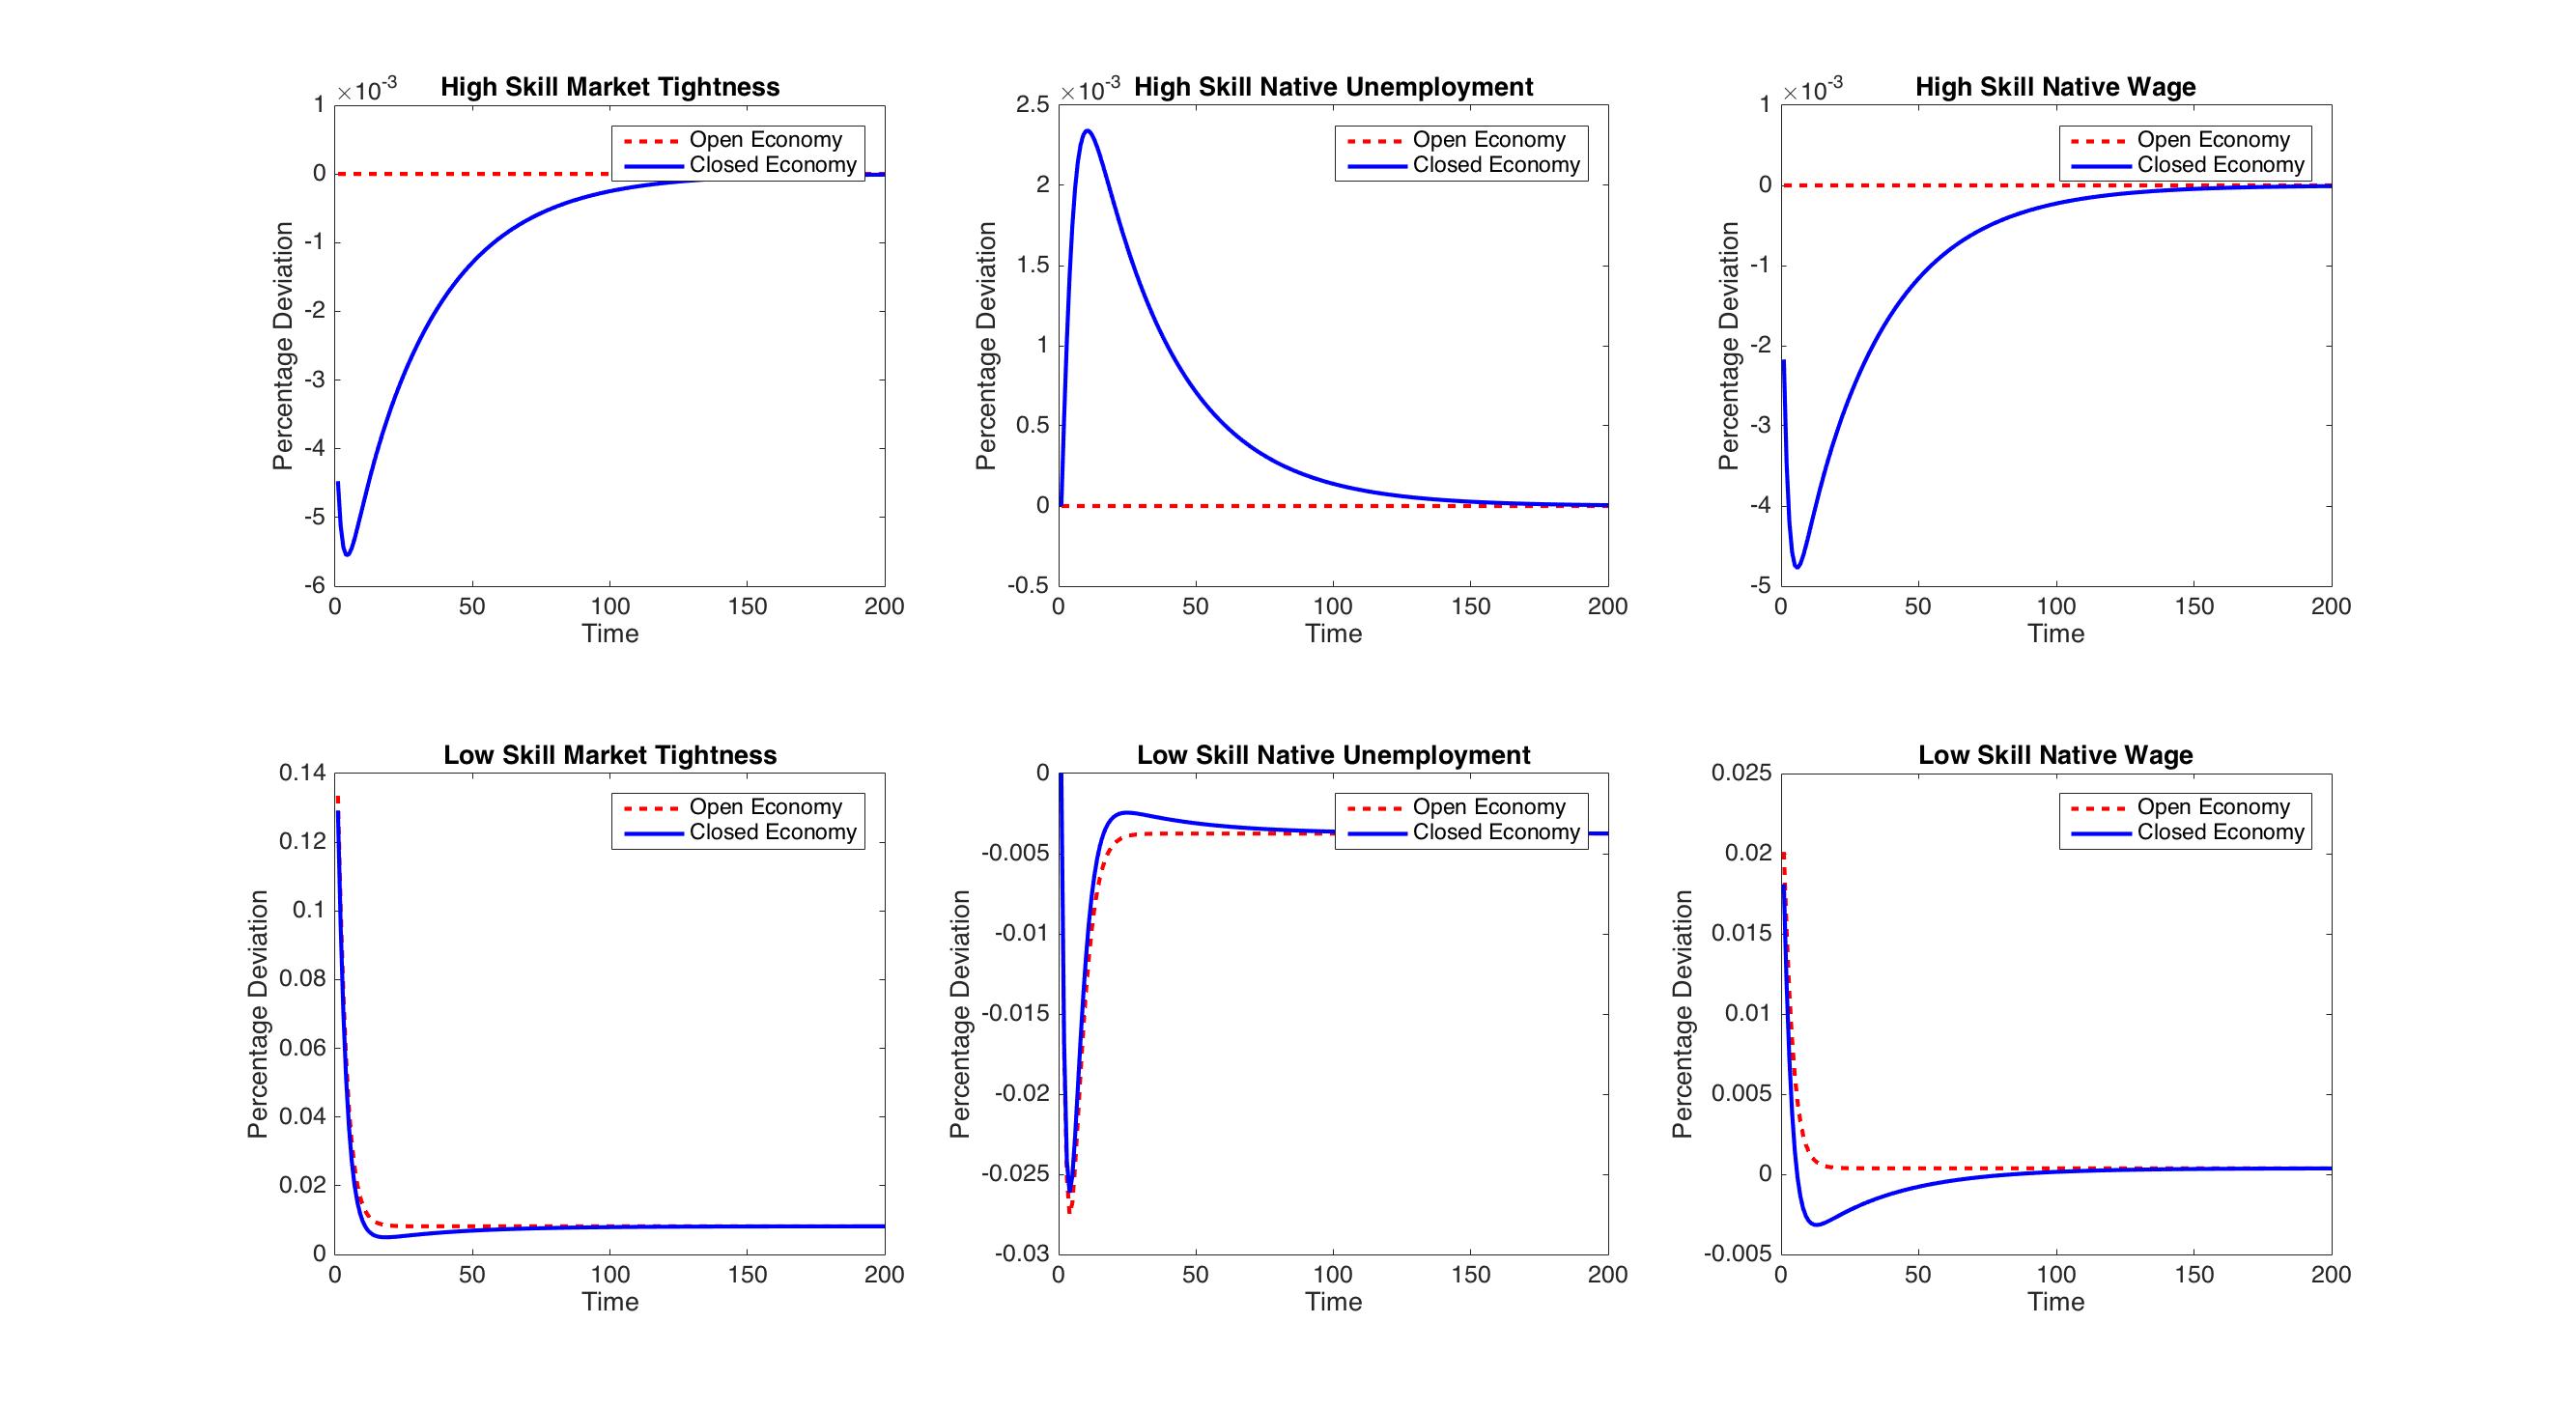 High Skill Market Tightness
×10-3
1
0
-1
-2
-3
-4
-5
-6
0 50 100 150 200
Percentage Deviation
Time
Open Economy
Closed Economy
High Skill Native Unemployment
×10-3
2.5
2
1.5
1
0.5
0
-0.5
0 50 100 150 200
Percentage Deviation
Time
Open Economy
Closed Economy
High Skill Native Wage
×10-3
1
0
-1
-2
-3
-4
-5
0 50 100 150 200
Percentage Deviation
Time
Open Economy
Closed Economy
Low Skill Market Tightness
0.14
0.12
0.1
0.08
0.06
0.04
0.02
0
0 50 100 150 200
Percentage Deviation
Time
Open Economy
Closed Economy
Low Skill Native Unemployment
0
-0.005
-0.01
-0.015
-0.02
-0.025
-0.03
0 50 100 150 200
Percentage Deviation
Time
Open Economy
Closed Economy
Low Skill Native Wage
0.025
0.02
0.015
0.01
0.005
0
-0.005
0 50 100 150 200
Percentage Deviation
Time
Open Economy
Closed Economy